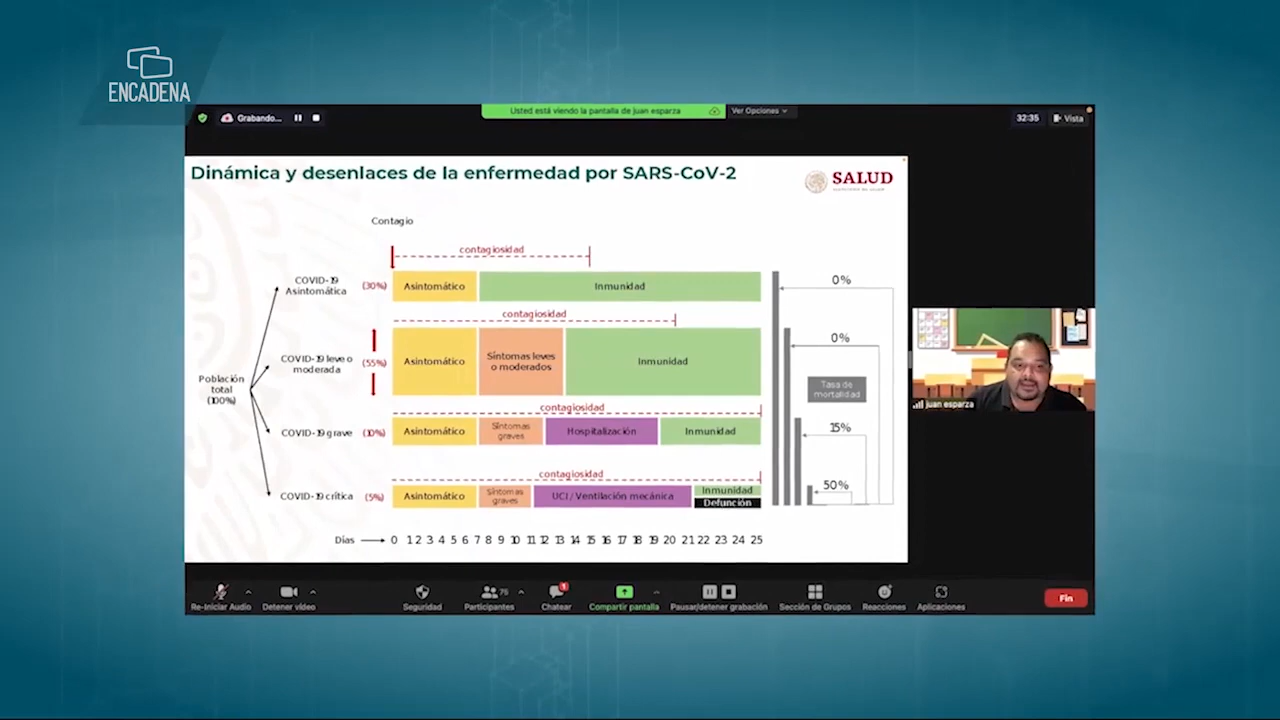 ENCADENA
Grabando...
Usted está viendo la pantalla de juan esparza
Ver Opciones
32:35
Vista
Dinámica y desenlaces de la enfermedad por SARS-CoV-2
SALUD
Contagio
contagiosidad
COVID-19
Asintomática
(30%)
Asintomático
Inmunidad
0%
contagiosidad
COVID-19 leve o
moderada
(55%)
Asintomático
Síntomas leves
o moderados
Inmunidad
0%
Población
total
(100%)
Tasa de
mortalidad
contagiosidad
COVID-19 grave
(10%)
Asintomático
Síntomas
graves
Hospitalización
Inmunidad
15%
contagiosidad
COVID-19 crítica
(5%)
Asintomático
Síntomas
graves
UCI / Ventilación mecánica
Inmunidad
Defunción
50%
Días
0 1 2 3 4 5 6 7 8 9 10 11 12 13 14 15 16 17 18 19 20 21 22 23 24 25
juan esparza
Re-Iniciar Audio
Detener video
Seguridad
75
Participantes
1
Chatear
Compartir pantalla
Pausar/detener grabación
Sección de Grupos
Reacciones
Aplicaciones
Fin